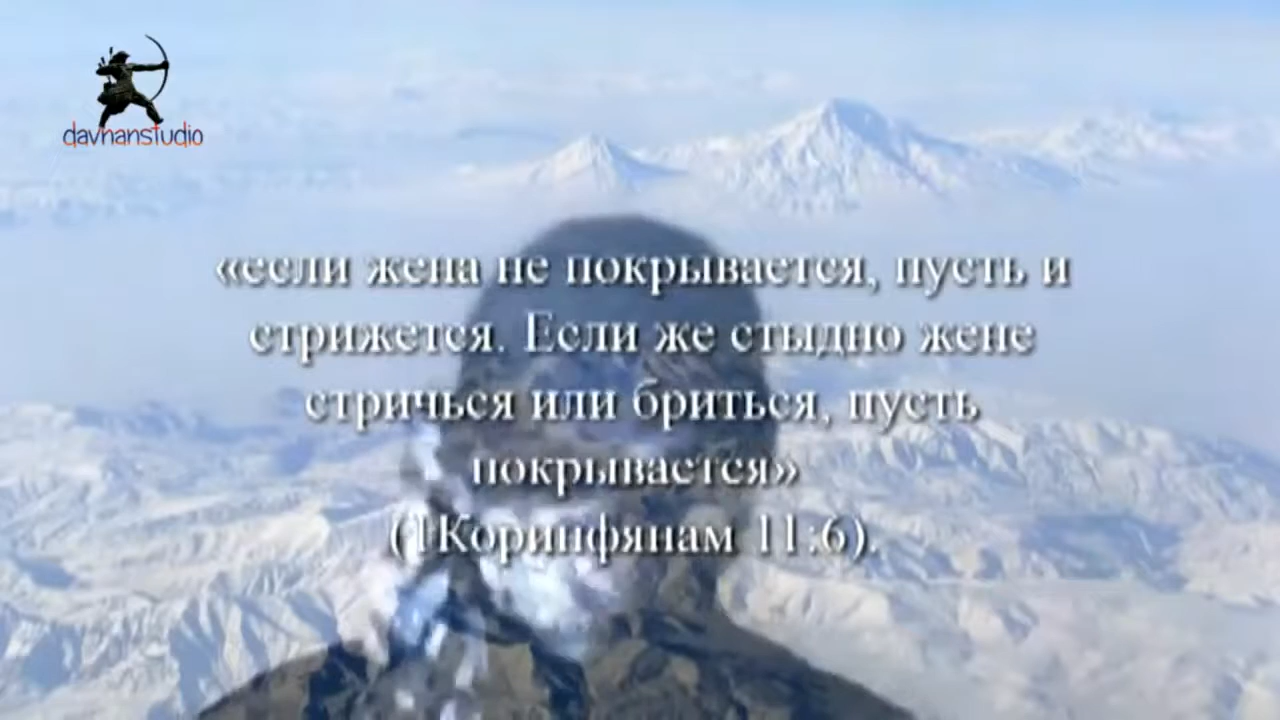 davnanstudio
«если жена не покрывается, пусть и
стрижется. Если же стыдно жене
стричься или бриться, пусть
покрывается»
(1Коринфянам 11:6).